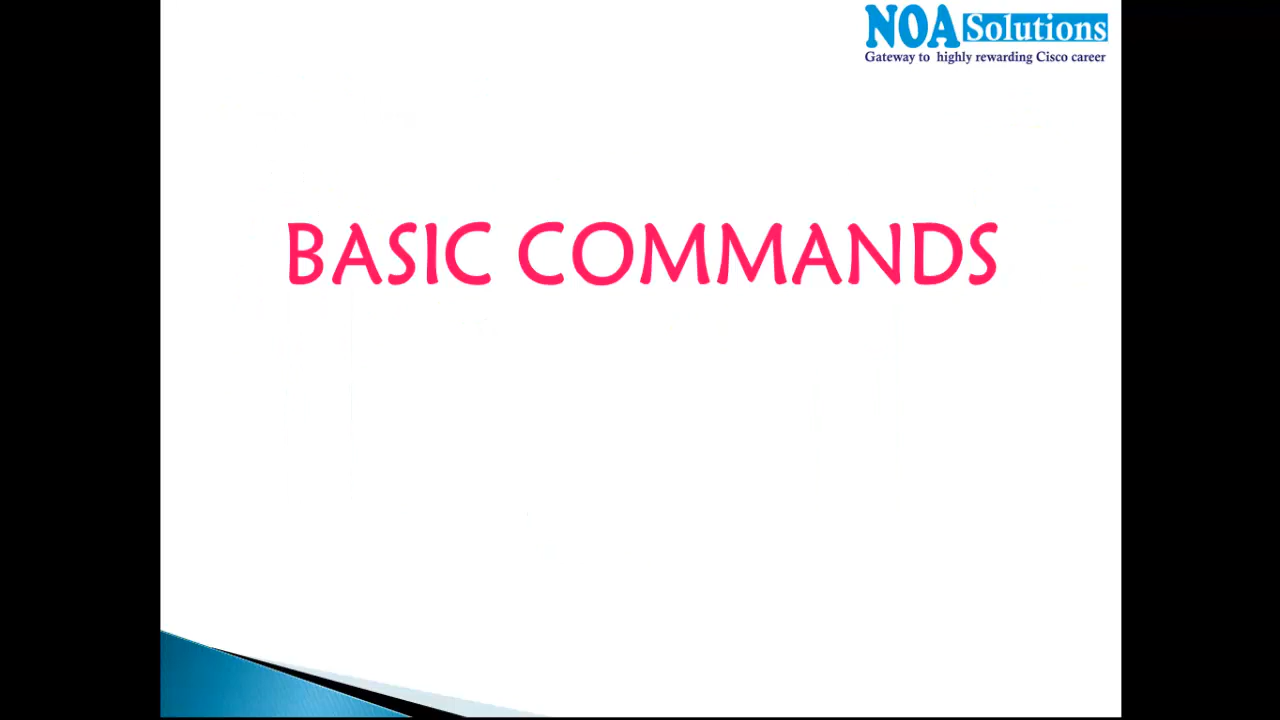 NOA Solutions
Gateway to highly rewarding Cisco career
BASIC COMMANDS